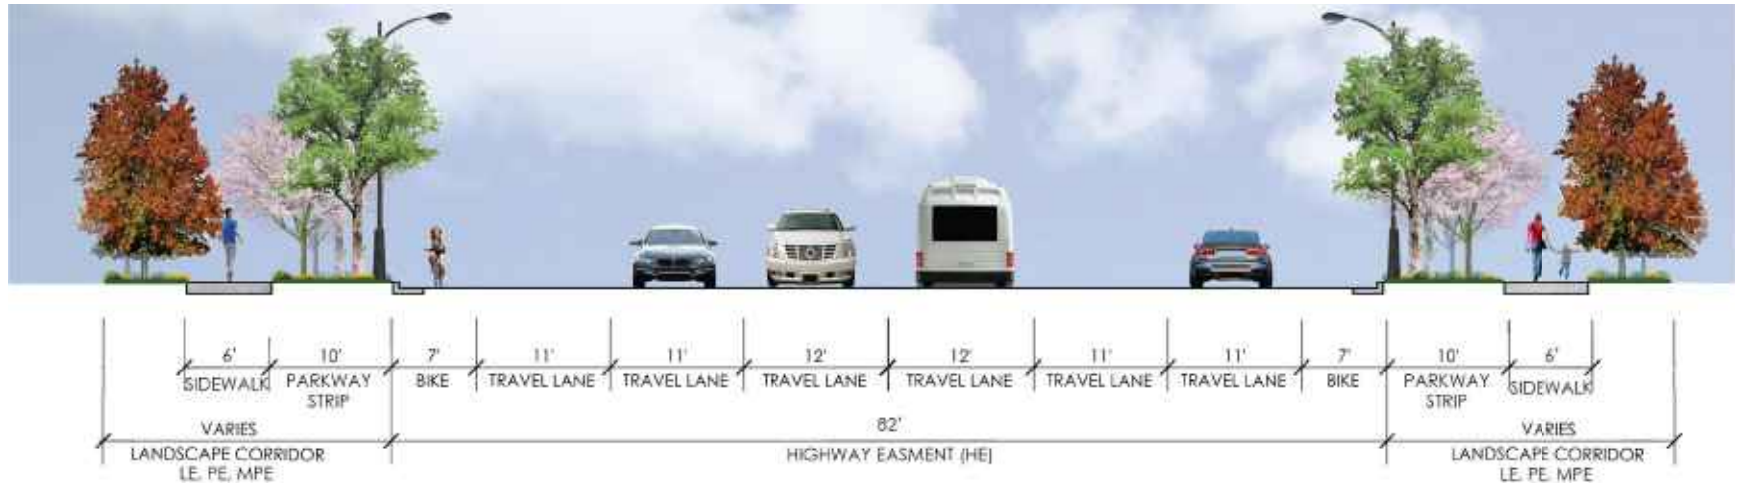 6' 10' 7' 11' 11' 12' 12' 11' 11' 7' 10' 6'
SIDEWALK PARKWAY BIKE TRAVEL LANE TRAVEL LANE TRAVEL LANE TRAVEL LANE TRAVEL LANE TRAVEL LANE BIKE PARKWAY SIDEWALK
STRIP STRIP
VARIES 82' VARIES
LANDSCAPE CORRIDOR HIGHWAY EASMENT (HE) LANDSCAPE CORRIDOR
LE, PE, MPE LE, PE, MPE